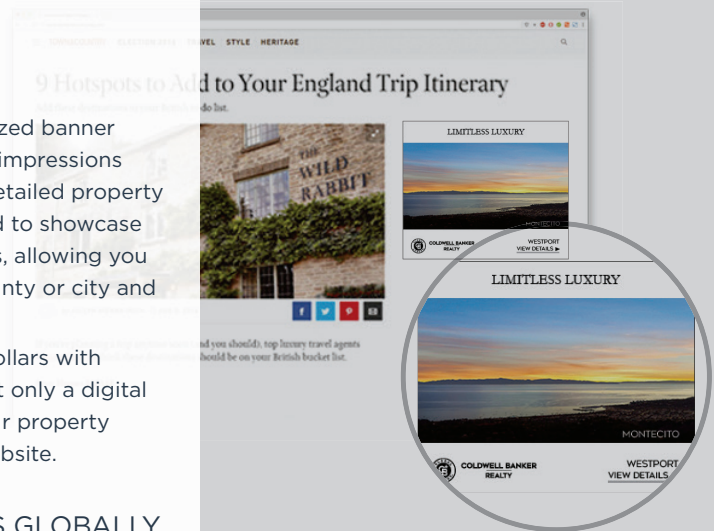 TRAVEL STYLE HERITAGE
9 Hotspots to Add to Your England Trip Itinerary
do list.
zed banner
impressions
etailed property
d to showcase
s, allowing you
nty or city and
ollars with
t only a digital
r property
bsite.
S GLOBALLY
THE
WILD
RABBIT
and you should), top luxury travel agents
should be on your British bucket list.
LIMITLESS LUXURY
MONTECITO
COLDWELL BANKER
REALTY
WESTPORT
VIEW DETAILS ▶
LIMITLESS LUXURY
MONTECITO
COLDWELL BANKER
REALTY
WESTPORT
VIEW DETAILS